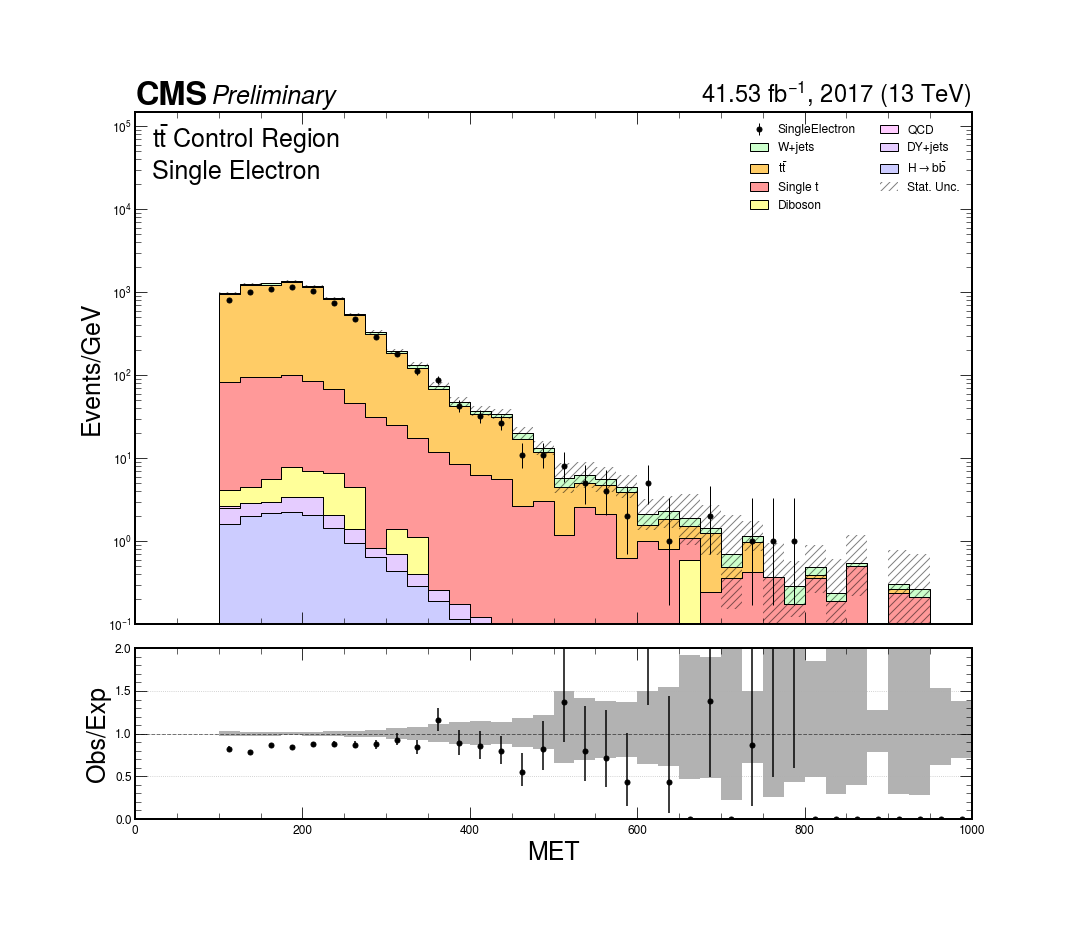 CMS Preliminary
41.53 fb⁻¹, 2017 (13 TeV)
tt̄ Control Region
Single Electron
SingleElectron
W+jets
tt̄
Single t
Diboson
QCD
DY+jets
H→bb̄
Stat. Unc.
Events/GeV
10⁵
10⁴
10³
10²
10¹
10⁰
10⁻¹
Obs/Exp
2.0
1.5
1.0
0.5
0.0
0
200
400
600
800
1000
MET